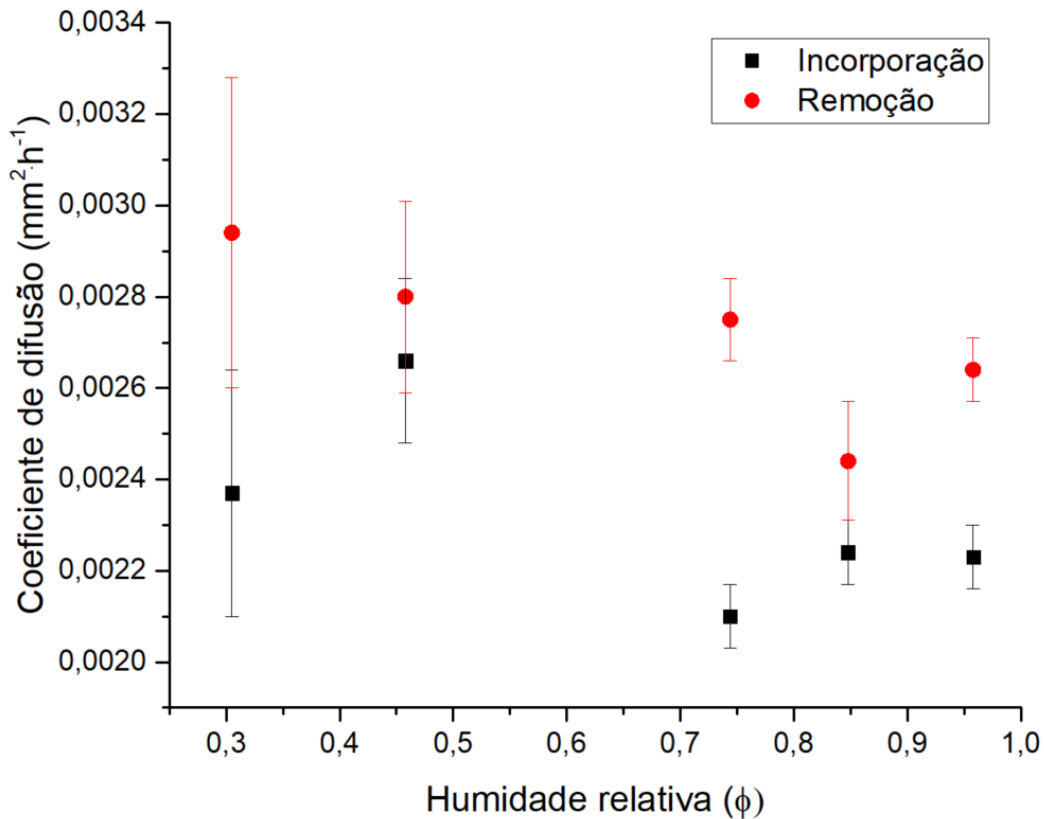 0,0034
0,0032
0,0030
0,0028
0,0026
0,0024
0,0022
0,0020
Coeficiente de difusão (mm²·h⁻¹)
Incorporação
Remoção
0,3 0,4 0,5 0,6 0,7 0,8 0,9 1,0
Humidade relativa (ϕ)